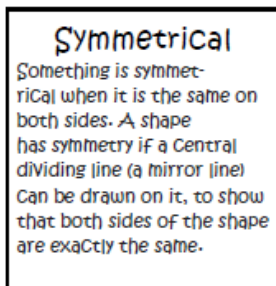 Symmetrical
Something is symmet-
rical when it is the same on
both sides. A shape
has symmetry if a central
dividing line (a mirror line)
can be drawn on it, to show
that both sides of the shape
are exactly the same.